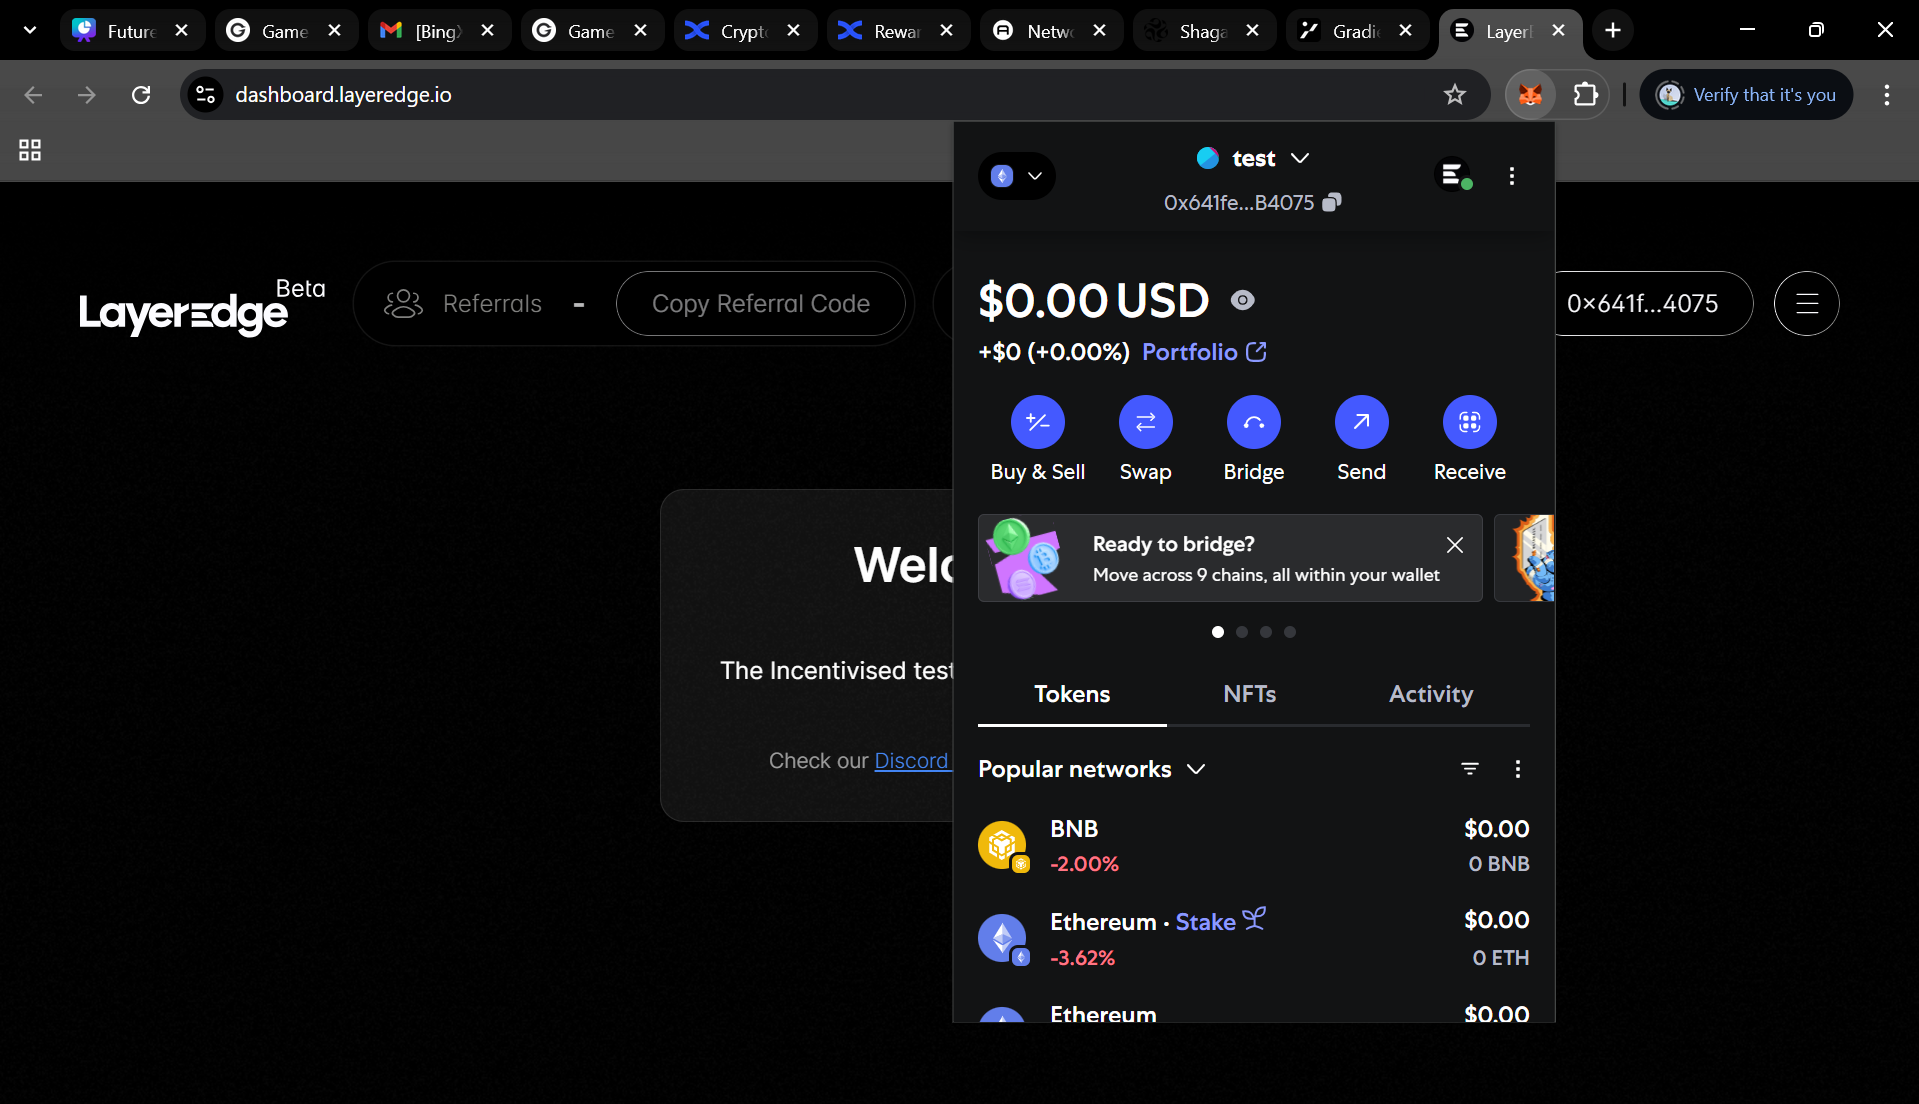 Future
Game
[Bing
Game
Crypt
Rewar
Netwo
Shaga
Gradie
LayerE
dashboard.layeredge.io
Verify that it's you
test
0x641fe...B4075
Layeredge
Beta
Referrals
-
Copy Referral Code
0×641f...4075
$0.00 USD
+$0 (+0.00%) Portfolio
Buy & Sell
Swap
Bridge
Send
Receive
Ready to bridge?
Move across 9 chains, all within your wallet
Welc
The Incentivised test
Check our Discord
Tokens
NFTs
Activity
Popular networks
BNB
$0.00
-2.00%
0 BNB
Ethereum · Stake
$0.00
-3.62%
0 ETH
Ethereum
$0.00